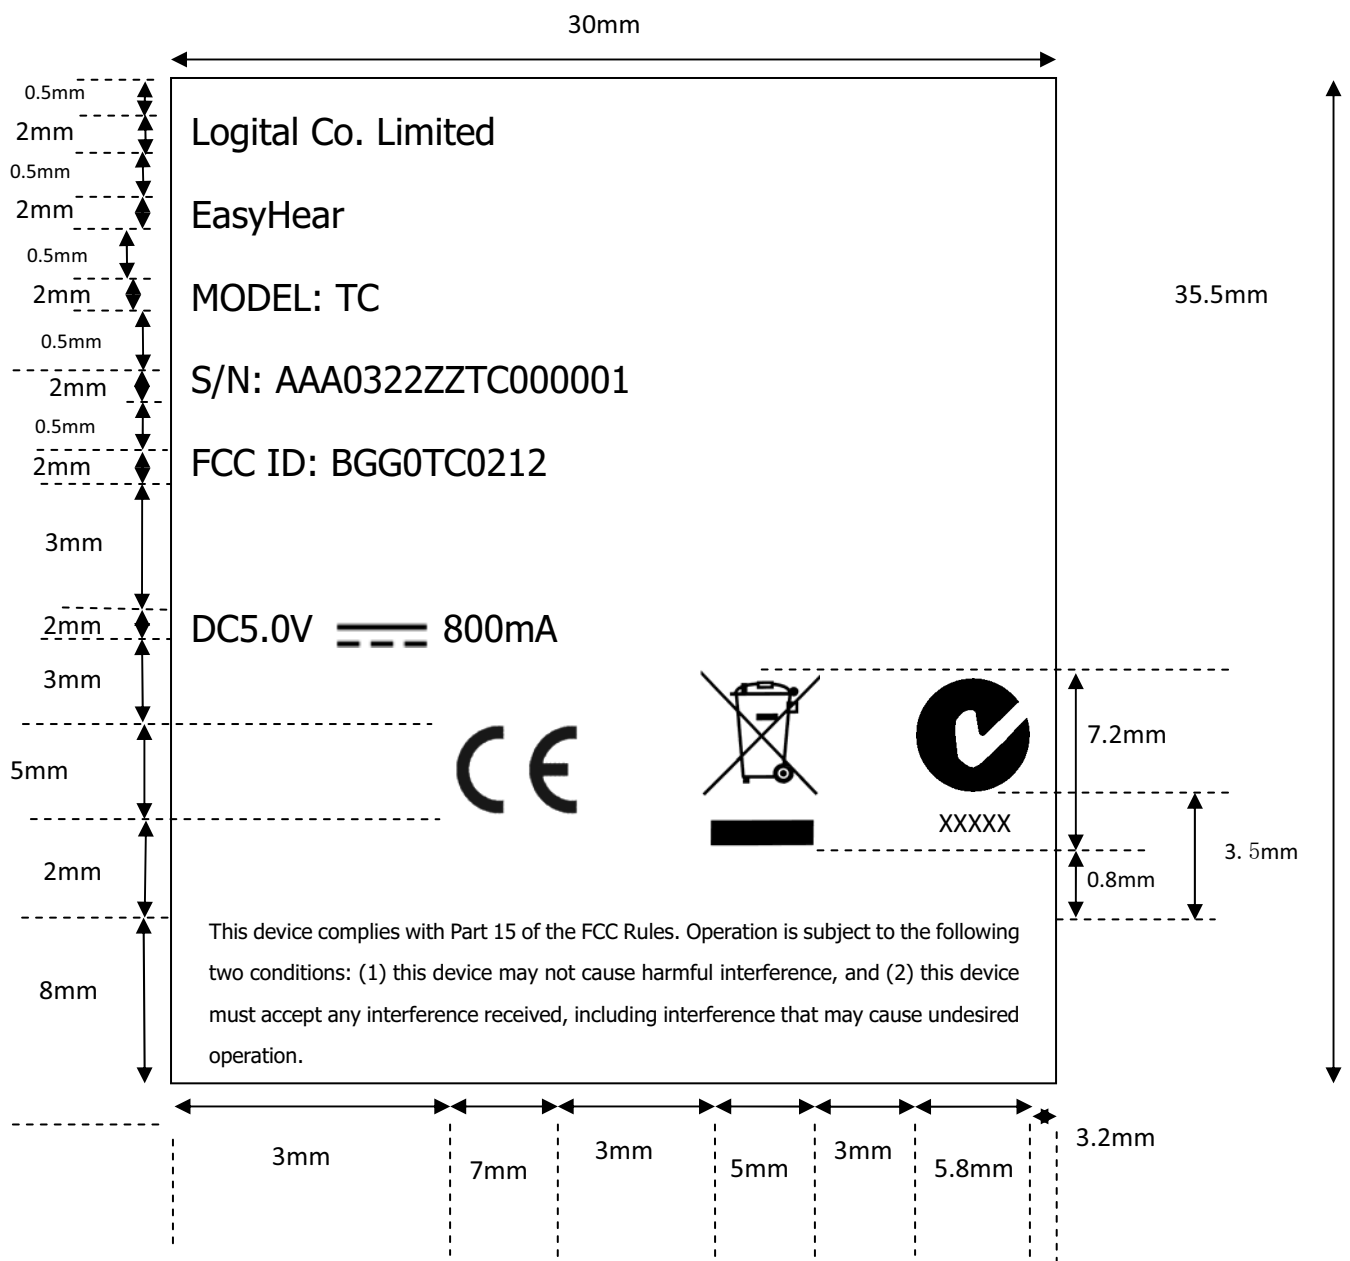 30mm
0.5mm
2mm
Logital Co. Limited
0.5mm
2mm
EasyHear
0.5mm
2mm
MODEL: TC
35.5mm
0.5mm
2mm
S/N: AAA0322ZZTC000001
0.5mm
2mm
FCC ID: BGG0TC0212
3mm
2mm
DC5.0V 800mA
3mm
CE
7.2mm
5mm
XXXXX
3. 5mm
2mm
0.8mm
This device complies with Part 15 of the FCC Rules. Operation is subject to the following
two conditions: (1) this device may not cause harmful interference, and (2) this device
8mm
must accept any interference received, including interference that may cause undesired
operation.
3mm
7mm
3mm
5mm
3mm
5.8mm
3.2mm